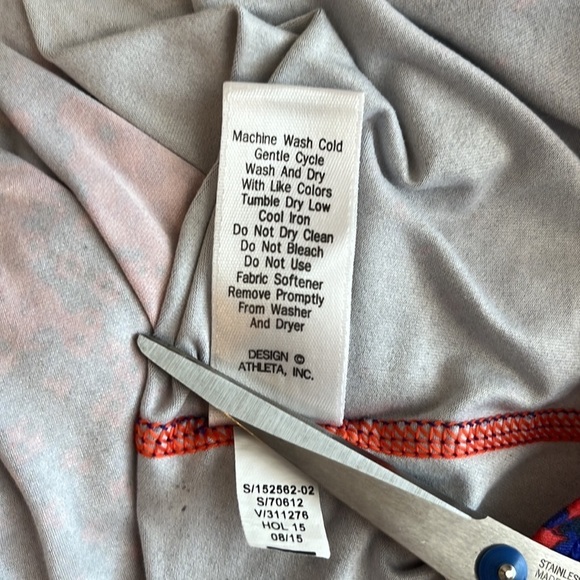 Machine Wash Cold
Gentle Cycle
Wash And Dry
With Like Colors
Tumble Dry Low
Cool Iron
Do Not Dry Clean
Do Not Bleach
Do Not Use
Fabric Softener
Remove Promptly
From Washer
And Dryer
DESIGN ©
ATHLETA, INC.
S/152562-02
S/70612
V/311276
HOL 15
08/15